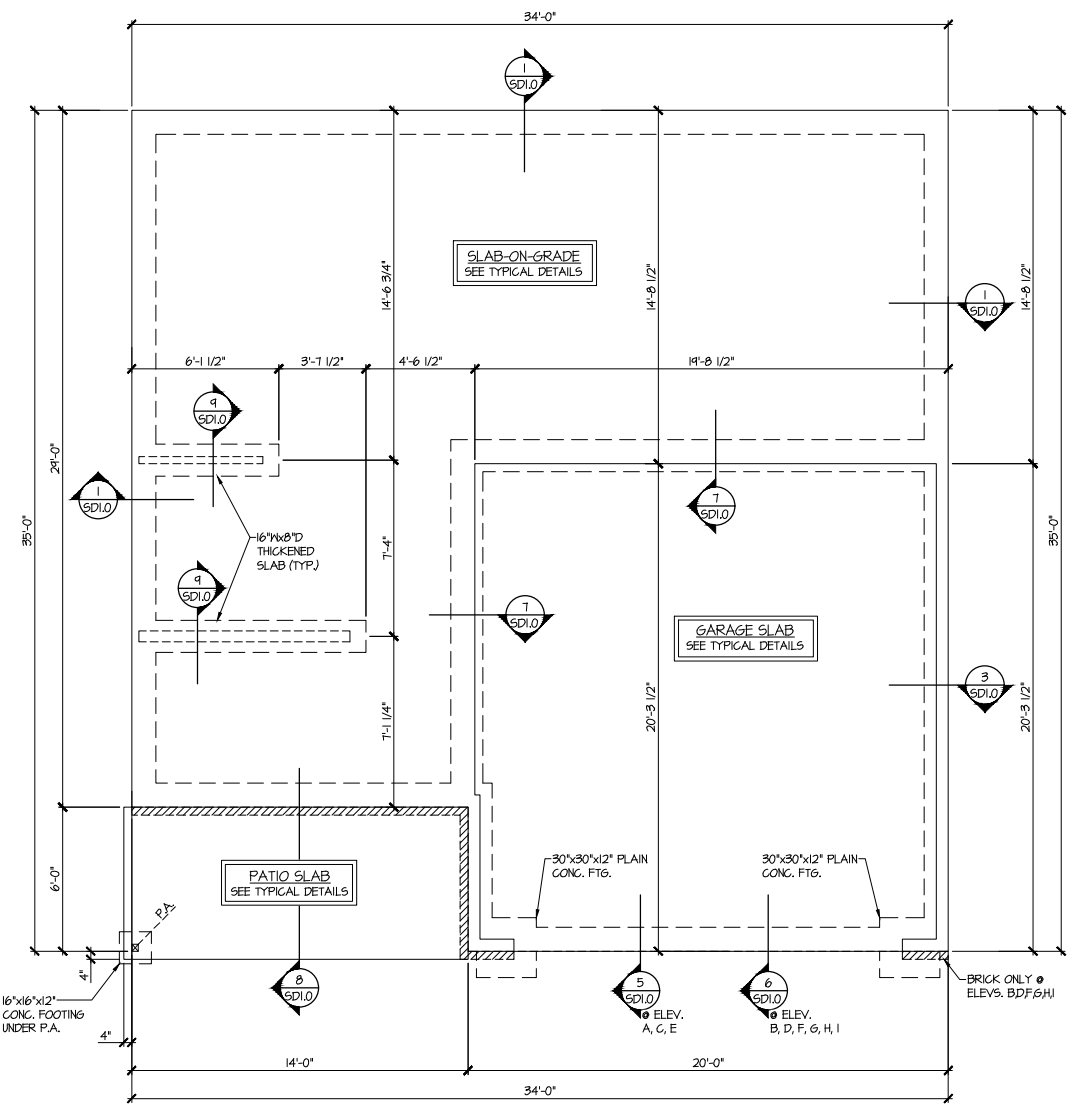 34'-0"
1
SD1.0
SLAB-ON-GRADE
SEE TYPICAL DETAILS
14'-6 3/4"
14'-8 1/2"
14'-8 1/2"
1
SD1.0
6'-1 1/2"
3'-7 1/2"
4'-6 1/2"
19'-8 1/2"
9
SD1.0
29'-0"
1
SD1.0
7
SD1.0
35'-0"
35'-0"
16"Wx8"D
THICKENED
SLAB (TYP.)
7'-4"
9
SD1.0
7
SD1.0
GARAGE SLAB
SEE TYPICAL DETAILS
3
SD1.0
7'-1 1/4"
20'-3 1/2"
20'-3 1/2"
30"x30"x12" PLAIN
CONC. FTG.
30"x30"x12" PLAIN
CONC. FTG.
6'-0"
PATIO SLAB
SEE TYPICAL DETAILS
P.A.
4"
8
SD1.0
5
SD1.0
@ ELEV.
A, C, E
6
SD1.0
@ ELEV.
B, D, F, G, H, I
BRICK ONLY @
ELEVS. B,D,F,G,H,I
16"x16"x12"
CONC. FOOTING
UNDER P.A.
4"
14'-0"
20'-0"
34'-0"